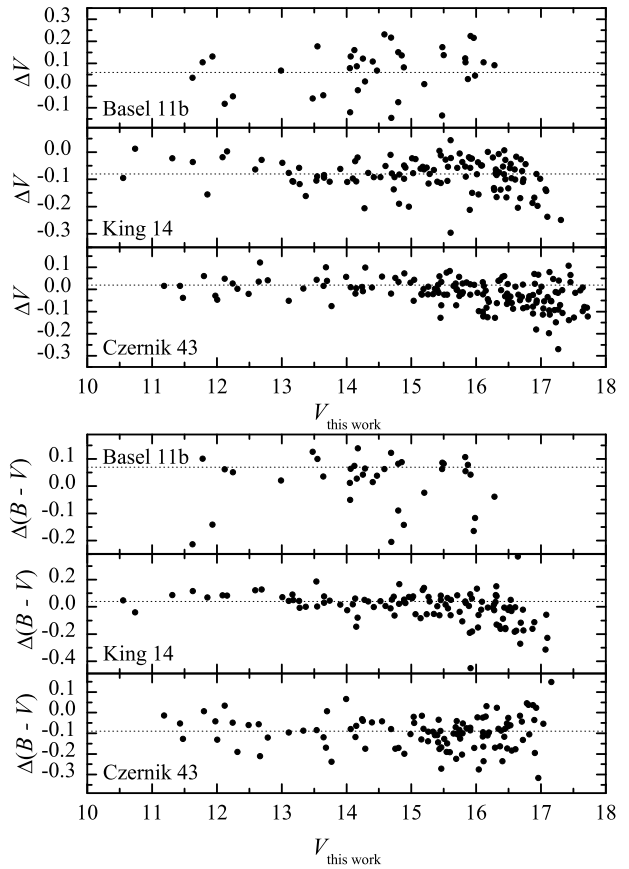 0.3
0.2
0.1
0.0
-0.1
ΔV
Basel 11b
0.0
-0.1
-0.2
-0.3
ΔV
King 14
0.1
0.0
-0.1
-0.2
-0.3
ΔV
Czernik 43
10 11 12 13 14 15 16 17 18
V this work
0.1
0.0
-0.1
-0.2
Δ(B - V)
Basel 11b
0.2
0.0
-0.2
-0.4
Δ(B - V)
King 14
0.1
0.0
-0.1
-0.2
-0.3
Δ(B - V)
Czernik 43
10 11 12 13 14 15 16 17 18
V this work